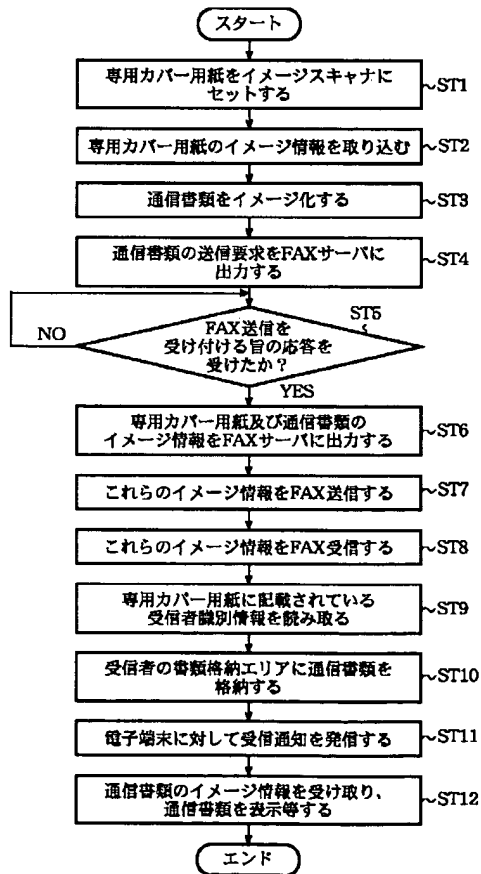 スタート
専用カバー用紙をイメージスキャナに
セットする
~ST1
専用カバー用紙のイメージ情報を取り込む
~ST2
通信書類をイメージ化する
~ST3
通信書類の送信要求をFAXサーバに
出力する
~ST4
ST5
FAX送信を
受け付ける旨の応答を
受けたか？
NO
YES
専用カバー用紙及び通信書類の
イメージ情報をFAXサーバに出力する
~ST6
これらのイメージ情報をFAX送信する
~ST7
これらのイメージ情報をFAX受信する
~ST8
専用カバー用紙に記載されている
受信者識別情報を読み取る
~ST9
受信者の書類格納エリアに通信書類を
格納する
~ST10
電子端末に対して受信通知を発信する
~ST11
通信書類のイメージ情報を受け取り、
通信書類を表示等する
~ST12
エンド